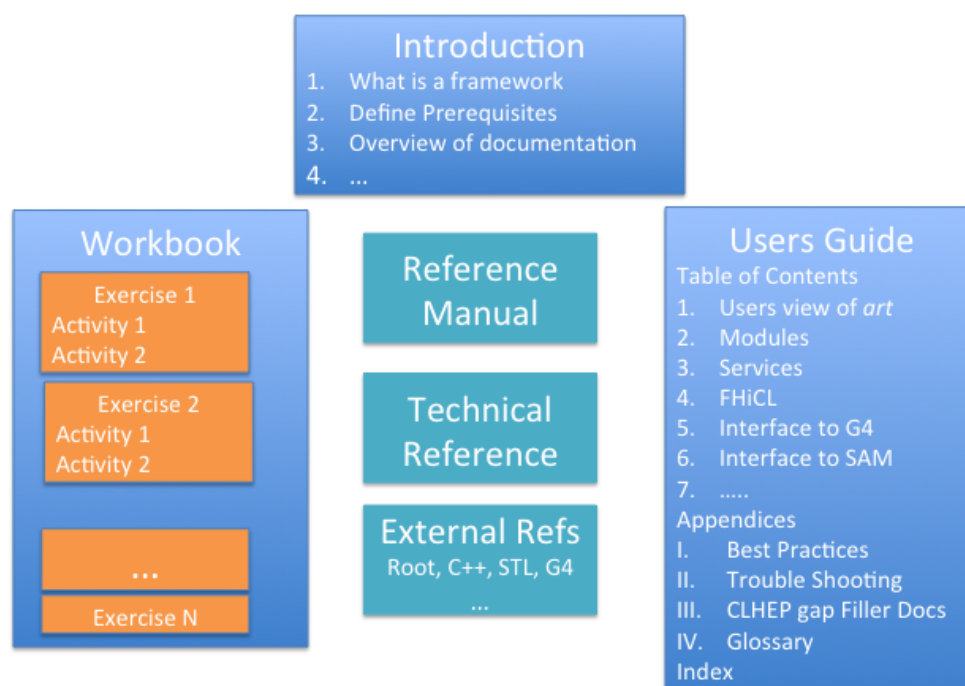 Introduction
1. What is a framework
2. Define Prerequisites
3. Overview of documentation
4. ...
Workbook
Exercise 1
Activity 1
Activity 2
Exercise 2
Activity 1
Activity 2
...
Exercise N
Reference
Manual
Technical
Reference
External Refs
Root, C++, STL, G4
...
Users Guide
Table of Contents
1. Users view of art
2. Modules
3. Services
4. FHiCL
5. Interface to G4
6. Interface to SAM
7. .....
Appendices
I. Best Practices
II. Trouble Shooting
III. CLHEP gap Filler Docs
IV. Glossary
Index